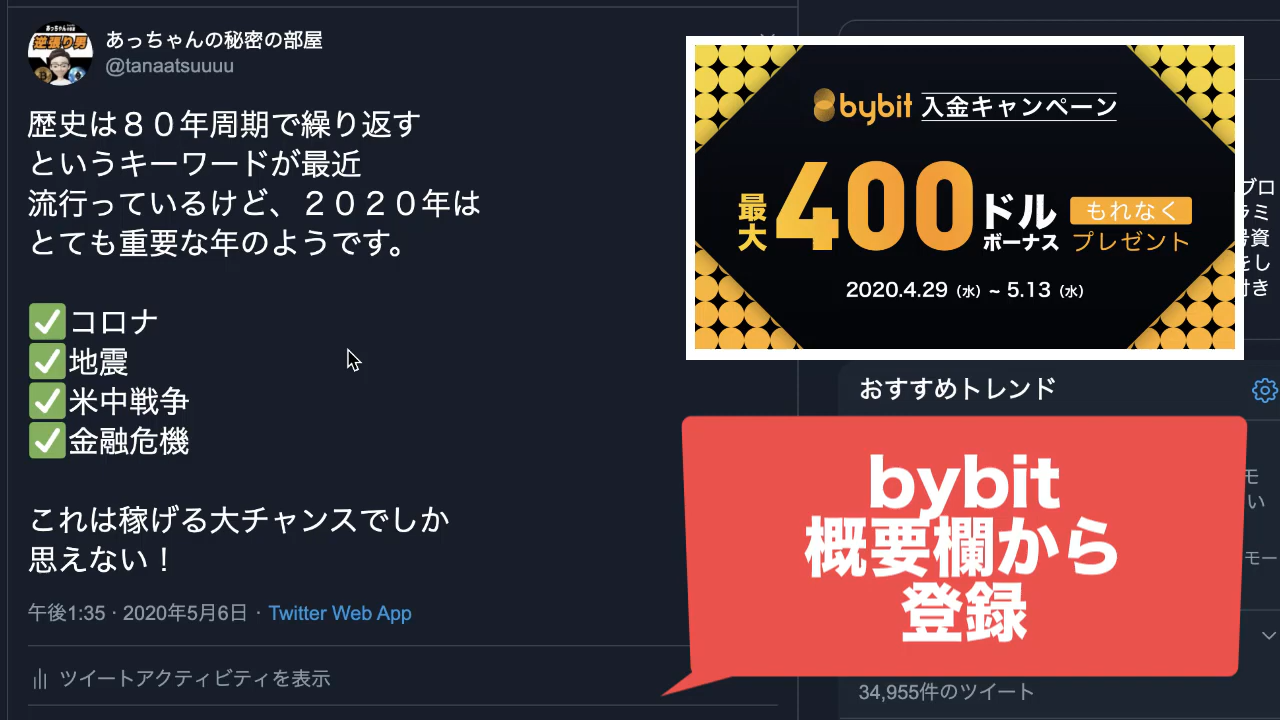 あっちゃんの秘密の部屋
@tanaatsuuuu
逆張り男
歴史は８０年周期で繰り返す
というキーワードが最近
流行っているけど、２０２０年は
とても重要な年のようです。
✅コロナ
✅地震
✅米中戦争
✅金融危機
これは稼げる大チャンスでしか
思えない！
午後1:35 · 2020年5月6日 · Twitter Web App
ツイートアクティビティを表示
bybit 入金キャンペーン
最大400ドルボーナス もれなくプレゼント
2020.4.29（水）~ 5.13（水）
おすすめトレンド
bybit
概要欄から
登録
34,955件のツイート